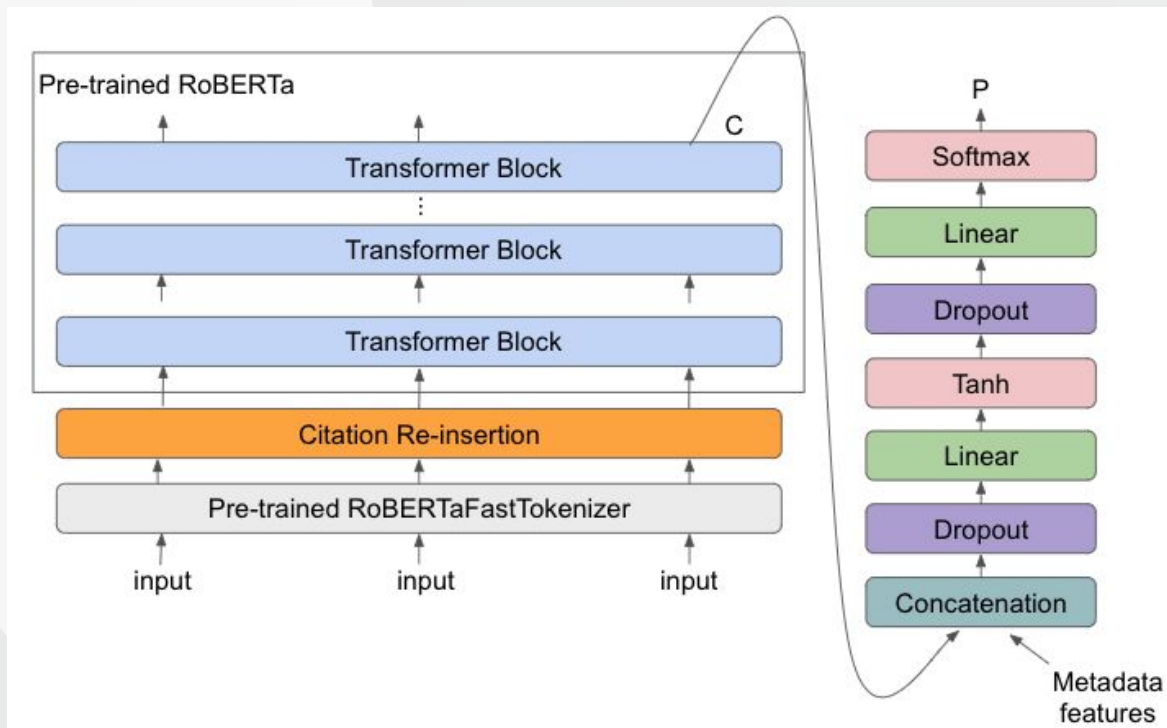 Pre-trained RoBERTa
C
Transformer Block
⋮
Transformer Block
Transformer Block
Citation Re-insertion
Pre-trained RoBERTaFastTokenizer
input input input
P
Softmax
Linear
Dropout
Tanh
Linear
Dropout
Concatenation
Metadata
features